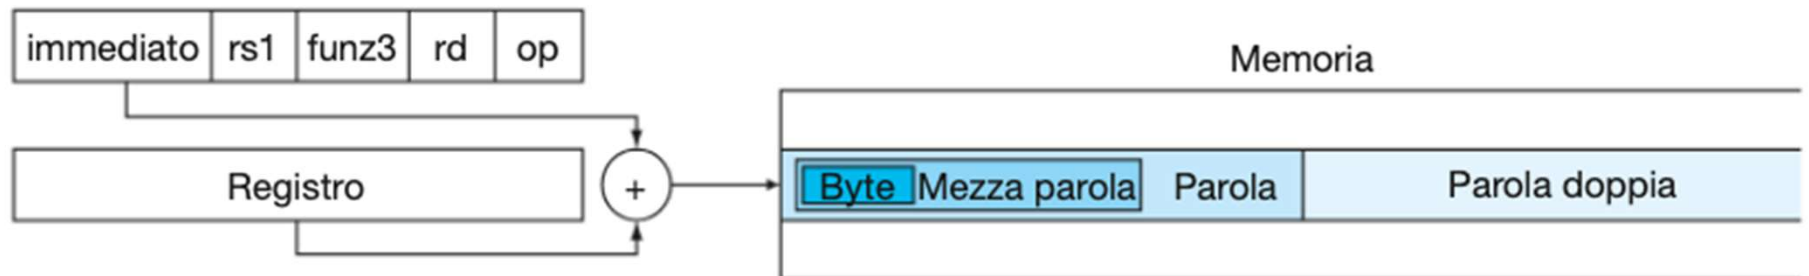 immediato rs1 funz3 rd op
Memoria
Registro + Byte Mezza parola Parola Parola doppia